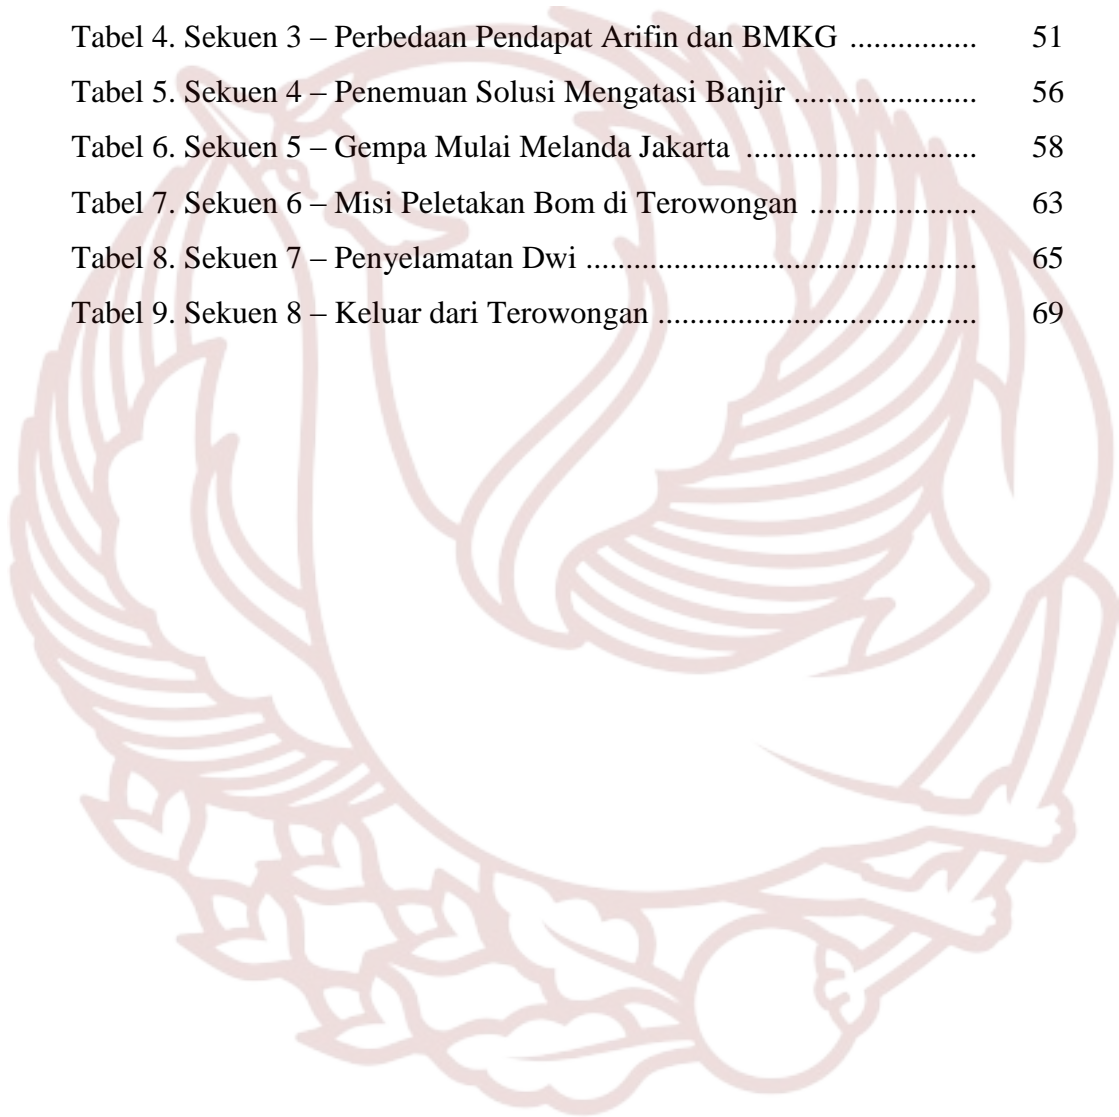 Tabel 4. Sekuen 3 – Perbedaan Pendapat Arifin dan BMKG ................ 51
Tabel 5. Sekuen 4 – Penemuan Solusi Mengatasi Banjir ...................... 56
Tabel 6. Sekuen 5 – Gempa Mulai Melanda Jakarta ............................ 58
Tabel 7. Sekuen 6 – Misi Peletakan Bom di Terowongan .................... 63
Tabel 8. Sekuen 7 – Penyelamatan Dwi ............................................... 65
Tabel 9. Sekuen 8 – Keluar dari Terowongan ...................................... 69